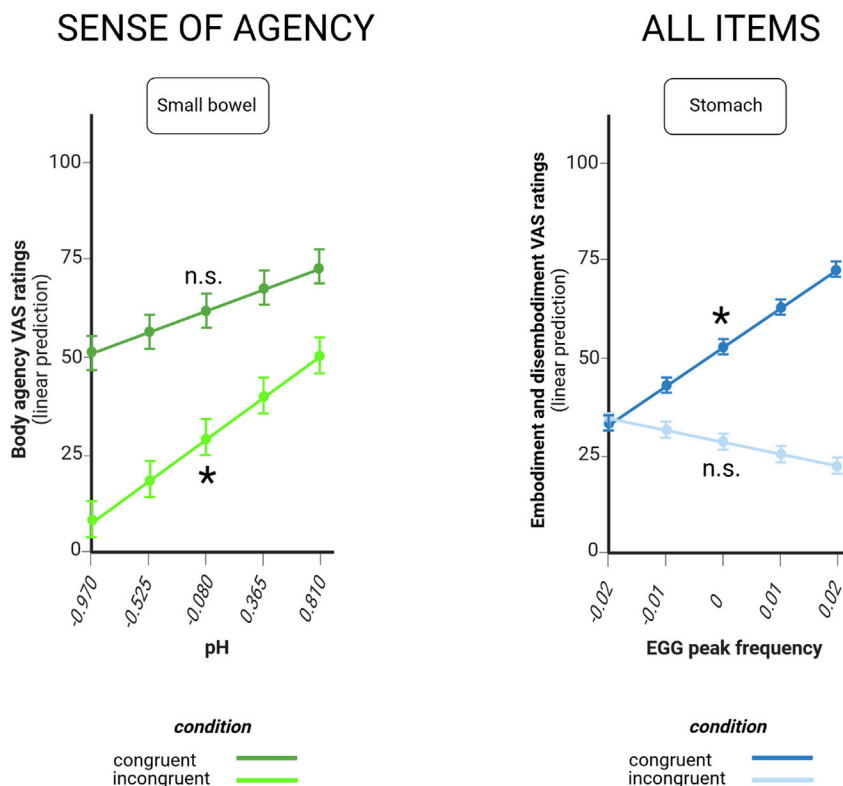 SENSE OF AGENCY
Small bowel
Body agency VAS ratings
(linear prediction)
100
75
50
25
0
n.s.
*
-0.970
-0.525
-0.080
0.365
0.810
pH
condition
congruent
incongruent
ALL ITEMS
Stomach
Embodiment and disembodiment VAS ratings
(linear prediction)
100
75
50
25
0
*
n.s.
-0.02
-0.01
0
0.01
0.02
EGG peak frequency
condition
congruent
incongruent